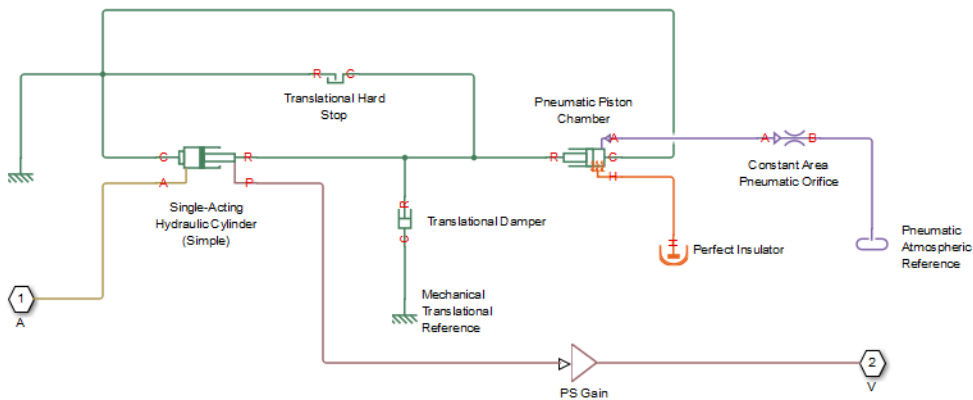 R
C
Translational Hard
Stop
Pneumatic Piston
Chamber
A
A
B
C
R
R
C
Constant Area
Pneumatic Orifice
A
P
H
Single-Acting
Hydraulic Cylinder
(Simple)
R
Translational Damper
C
H
Perfect Insulator
Pneumatic
Atmospheric
Reference
1
A
Mechanical
Translational
Reference
2
V
PS Gain